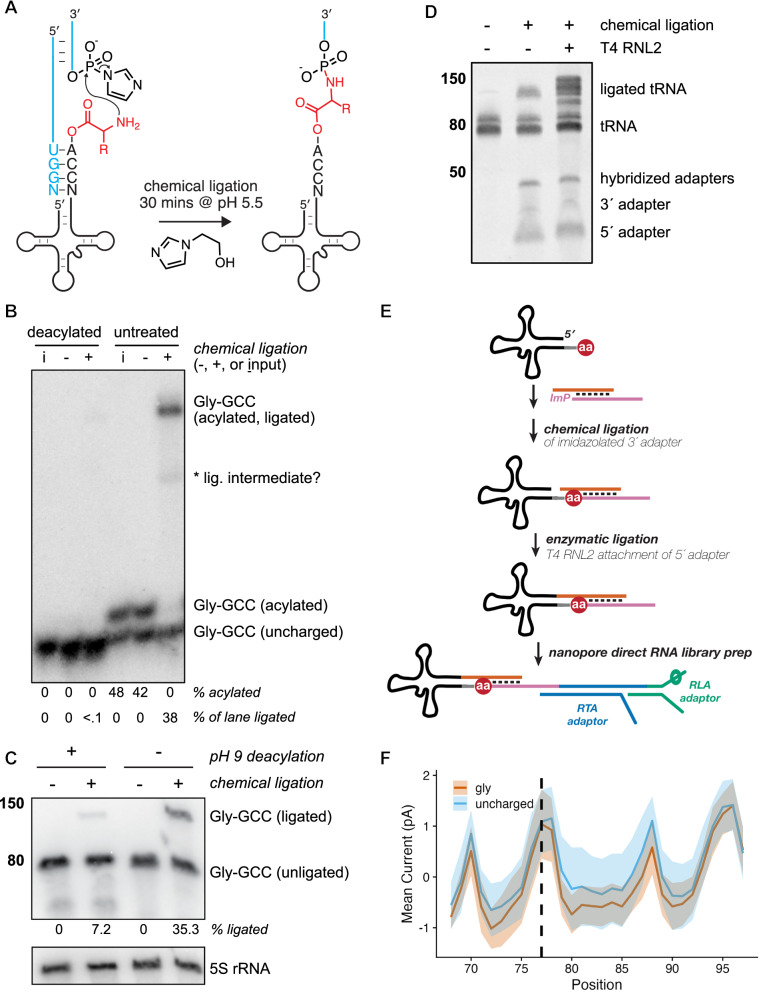 A
3′
5′
O
O
P
O
N
N
O
NH₂
O
R
U A
G C
G C
N N
5′
chemical ligation
30 mins @ pH 5.5
N
N
OH
3′
O
O
P
O
NH
O
R
O
A
C
C
N
5′
B
deacylated untreated
i - + i - +
chemical ligation
(-, +, or input)
Gly-GCC
(acylated, ligated)
* lig. intermediate?
Gly-GCC (acylated)
Gly-GCC (uncharged)
0 0 0 48 42 0 % acylated
0 0 <.1 38 % of lane ligated
C
+ - pH 9 deacylation
- + - + chemical ligation
150
Gly-GCC (ligated)
80
Gly-GCC (unligated)
0 7.2 0 35.3 % ligated
5S rRNA
D
- + + chemical ligation
- - + T4 RNL2
150
ligated tRNA
80
tRNA
50
hybridized adapters
3´ adapter
5´ adapter
E
5′
aa
ImP
chemical ligation
of imidazolated 3´ adapter
aa
enzymatic ligation
T4 RNL2 attachment of 5´ adapter
aa
nanopore direct RNA library prep
aa
RTA
adaptor
RLA
adaptor
F
gly
uncharged
Mean Current (pA)
2
1
0
-1
70 75 80 85 90 95
Position